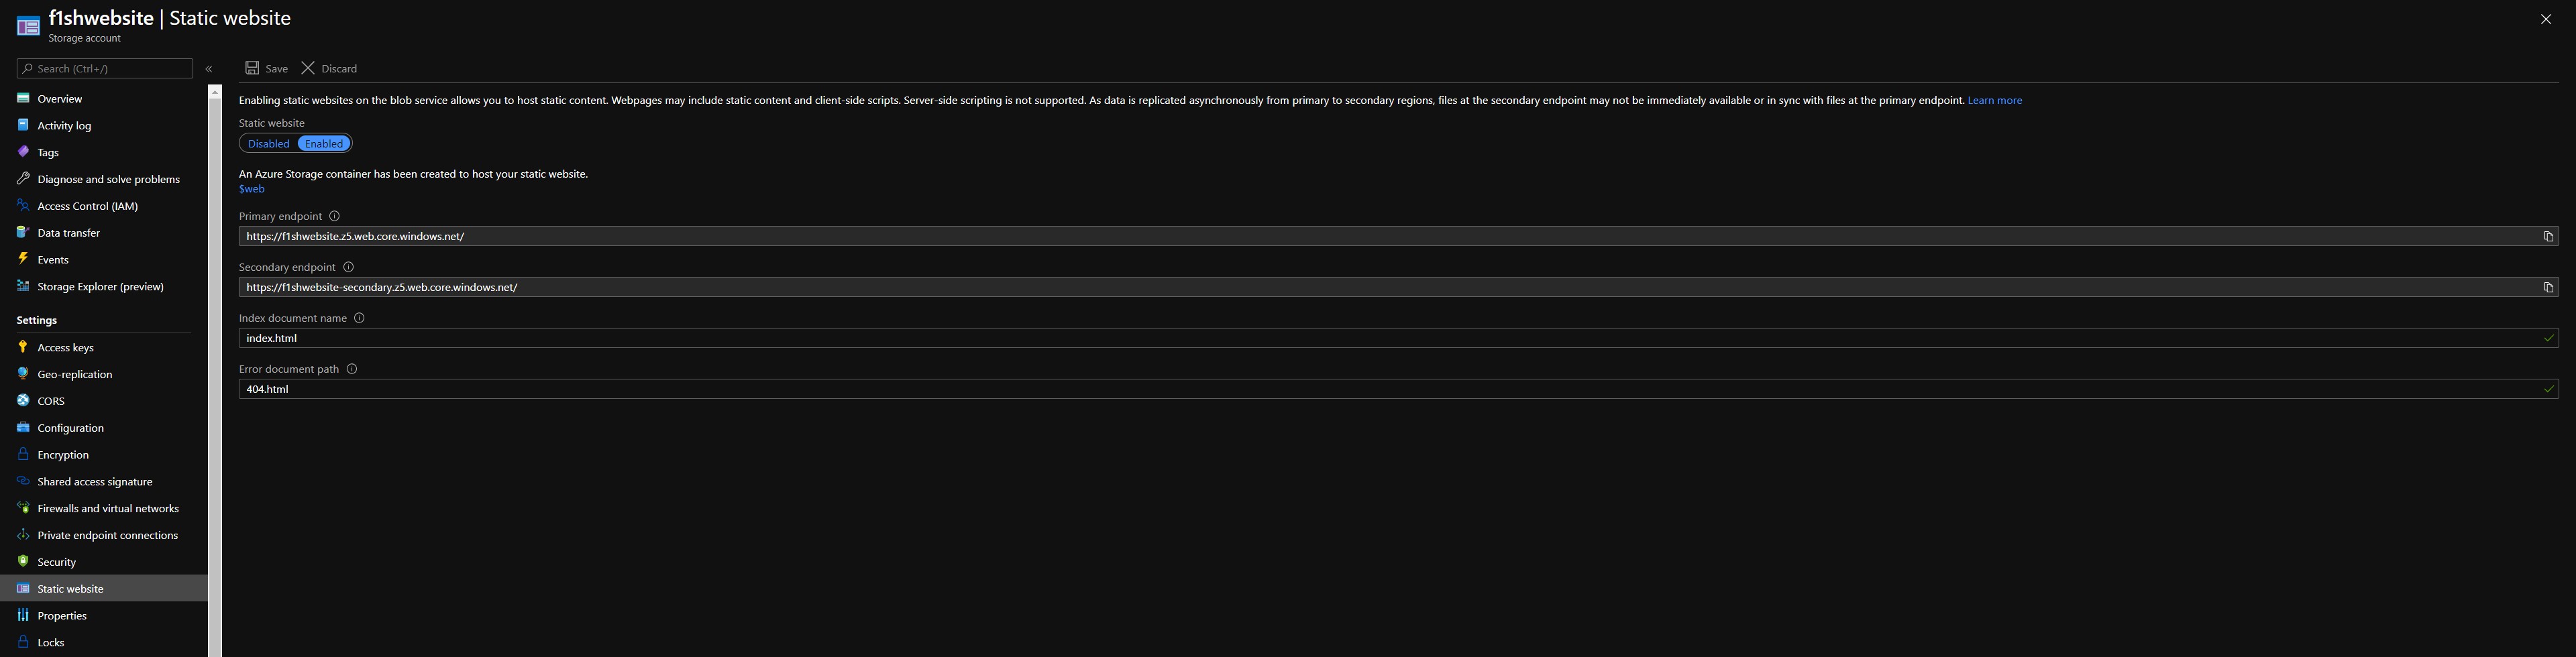 f1shwebsite | Static website
Storage account
Search (Ctrl+/)
«
Overview
Activity log
Tags
Diagnose and solve problems
Access Control (IAM)
Data transfer
Events
Storage Explorer (preview)
Settings
Access keys
Geo-replication
CORS
Configuration
Encryption
Shared access signature
Firewalls and virtual networks
Private endpoint connections
Security
Static website
Properties
Locks
Save Discard
Enabling static websites on the blob service allows you to host static content. Webpages may include static content and client-side scripts. Server-side scripting is not supported. As data is replicated asynchronously from primary to secondary regions, files at the secondary endpoint may not be immediately available or in sync with files at the primary endpoint. Learn more
Static website
Disabled Enabled
An Azure Storage container has been created to host your static website.
$web
Primary endpoint
https://f1shwebsite.z5.web.core.windows.net/
Secondary endpoint
https://f1shwebsite-secondary.z5.web.core.windows.net/
Index document name
index.html
Error document path
404.html